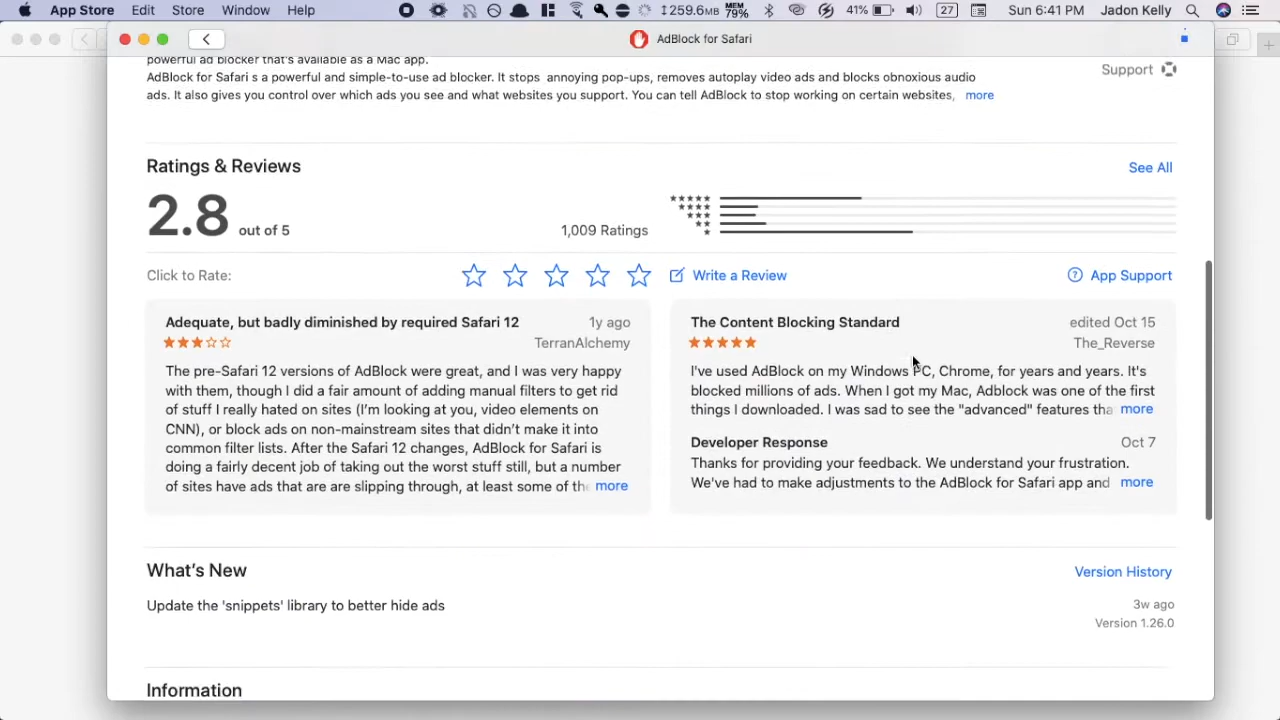 App Store Edit Store Window Help 259.6M MEM 79% 41% 27 Sun 6:41 PM Jadon Kelly
AdBlock for Safari
powerful ad blocker that's available as a Mac app.
AdBlock for Safari is a powerful and simple-to-use ad blocker. It stops annoying pop-ups, removes autoplay video ads and blocks obnoxious audio
ads. It also gives you control over which ads you see and what websites you support. You can tell AdBlock to stop working on certain websites, more
Support
Ratings & Reviews
See All
2.8 out of 5
1,009 Ratings
Click to Rate:
Write a Review
App Support
Adequate, but badly diminished by required Safari 12
1y ago
TerranAlchemy
The pre-Safari 12 versions of AdBlock were great, and I was very happy
with them, though I did a fair amount of adding manual filters to get rid
of stuff I really hated on sites (I'm looking at you, video elements on
CNN), or block ads on non-mainstream sites that didn't make it into
common filter lists. After the Safari 12 changes, AdBlock for Safari is
doing a fairly decent job of taking out the worst stuff still, but a number
of sites have ads that are are slipping through, at least some of the more
The Content Blocking Standard
edited Oct 15
The_Reverse
I've used AdBlock on my Windows PC, Chrome, for years and years. It's
blocked millions of ads. When I got my Mac, Adblock was one of the first
things I downloaded. I was sad to see the "advanced" features tha more
Developer Response
Oct 7
Thanks for providing your feedback. We understand your frustration.
We've had to make adjustments to the AdBlock for Safari app and more
What's New
Version History
Update the 'snippets' library to better hide ads
3w ago
Version 1.26.0
Information